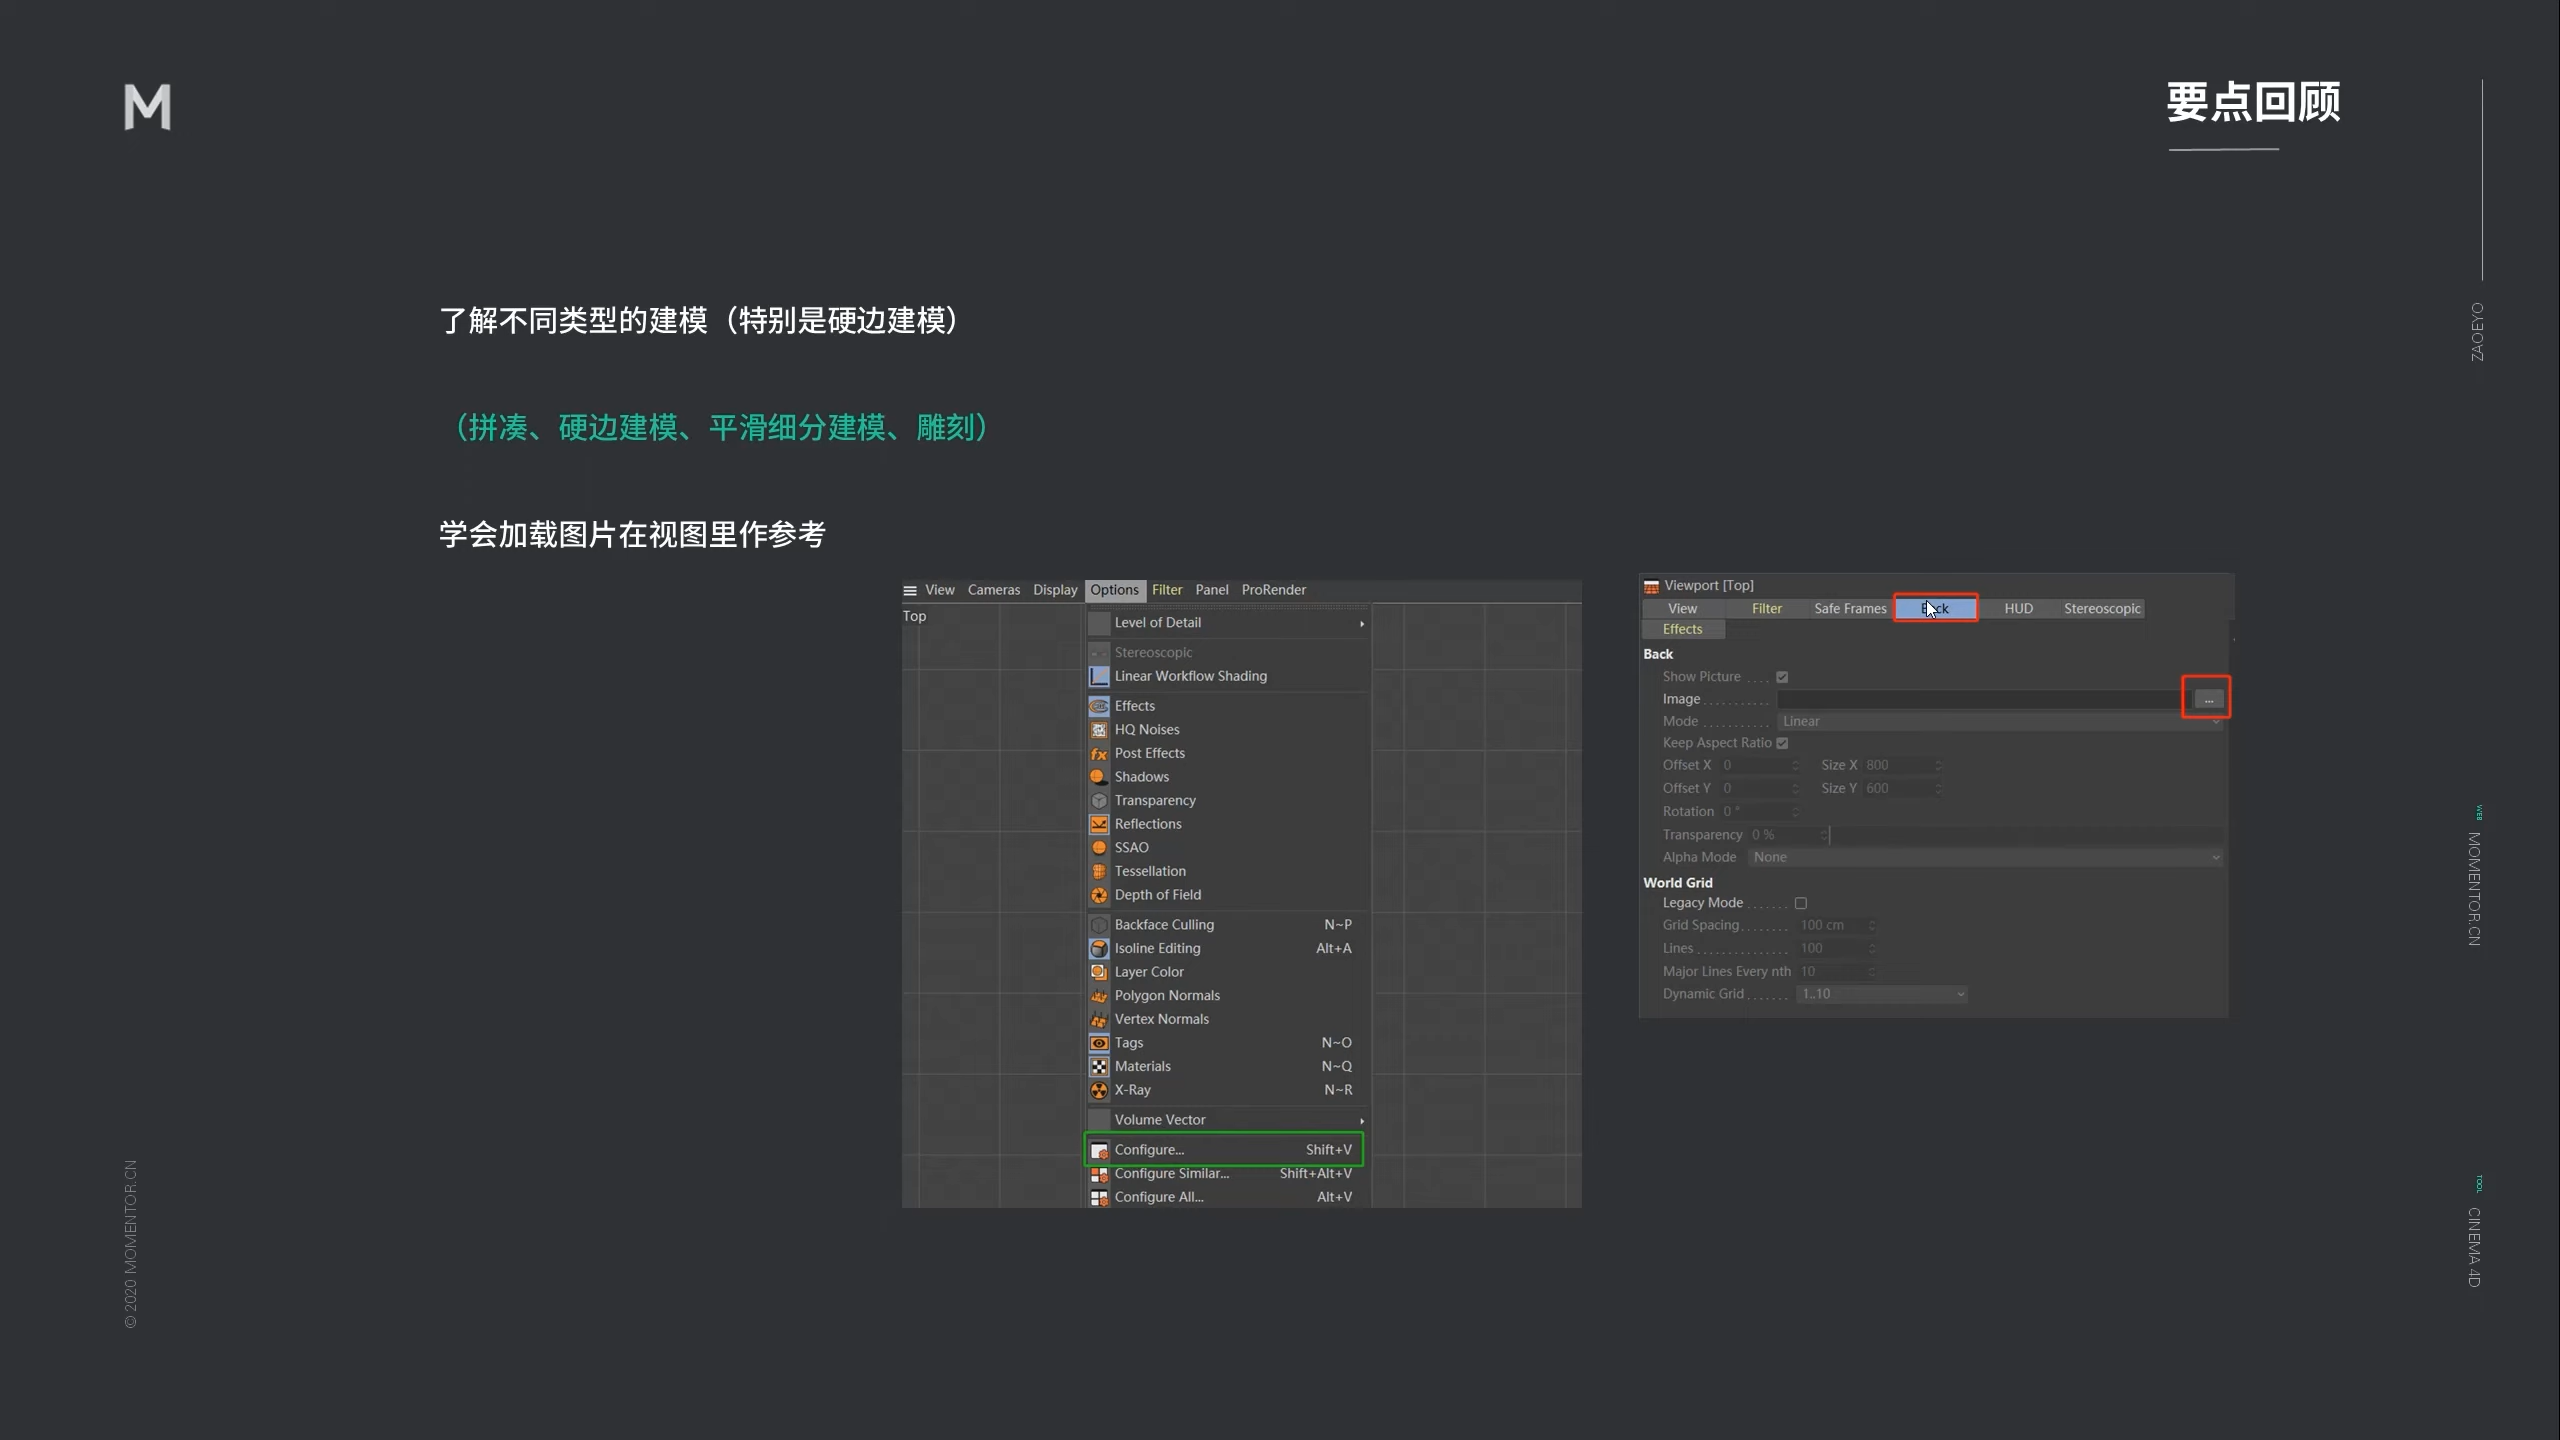 M
要点回顾
了解不同类型的建模（特别是硬边建模）
（拼凑、硬边建模、平滑细分建模、雕刻）
学会加载图片在视图里作参考
View Cameras Display Options Filter Panel ProRender
Top
Level of Detail
Stereoscopic
Linear Workflow Shading
Effects
HQ Noises
Post Effects
Shadows
Transparency
Reflections
SSAO
Tessellation
Depth of Field
Backface Culling N~P
Isoline Editing Alt+A
Layer Color
Polygon Normals
Vertex Normals
Tags N~O
Materials N~Q
X-Ray N~R
Volume Vector
Configure... Shift+V
Configure Similar... Shift+Alt+V
Configure All... Alt+V
Viewport [Top]
View Filter Safe Frames HUD Stereoscopic
Effects
Back
Show Picture ....
Image ..........
...
Mode .......... Linear
Keep Aspect Ratio
Offset X 0 Size X 800
Offset Y 0 Size Y 600
Rotation 0 °
Transparency 0 %
Alpha Mode None
World Grid
Legacy Mode .......
Grid Spacing ....... 100 cm
Lines .............. 100
Major Lines Every nth 10
Dynamic Grid ....... 1..10
ZAOEYO
WEB MOMENTOR.CN
TOOL CINEMA 4D
© 2020 MOMENTOR.CN